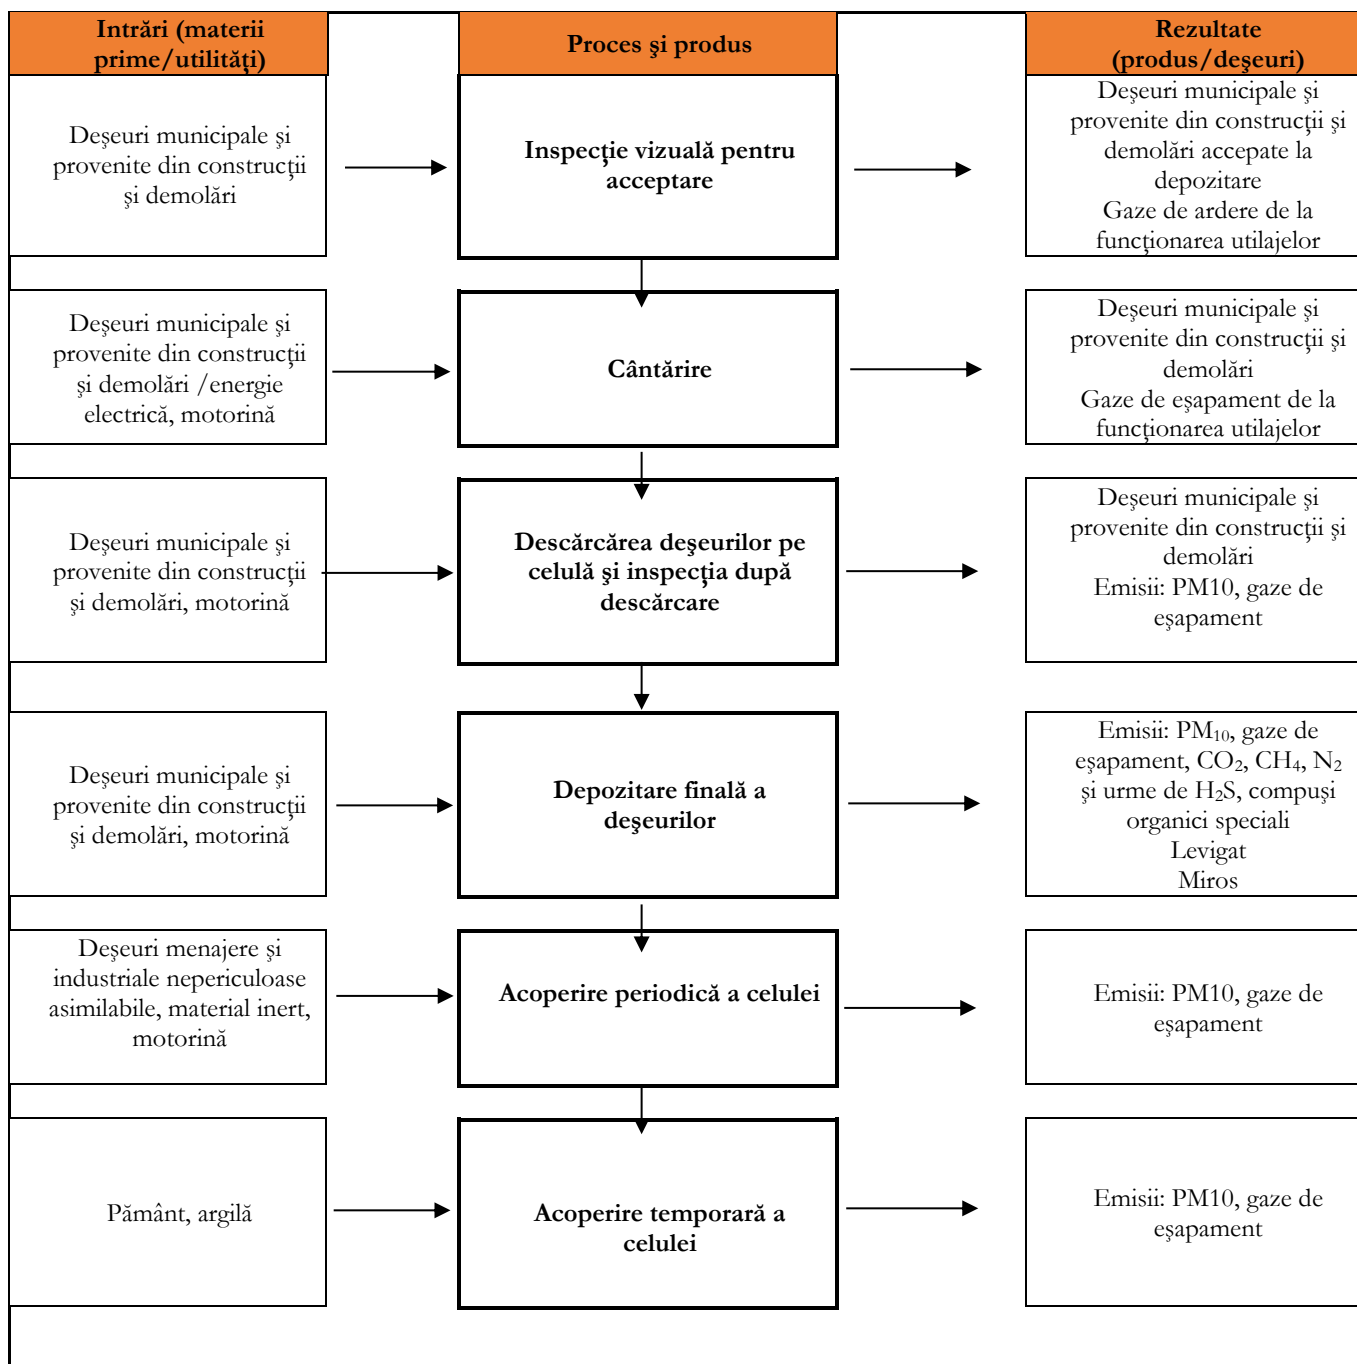 Intrări (materii
prime/utilităţi)
Proces şi produs
Rezultate
(produs/deşeuri)
Deşeuri municipale şi
provenite din construcţii
şi demolări
Inspecţie vizuală pentru
acceptare
Deşeuri municipale şi
provenite din construcţii şi
demolări accepate la
depozitare
Gaze de ardere de la
funcţionarea utilajelor
Deşeuri municipale şi
provenite din construcţii
şi demolări /energie
electrică, motorină
Cântărire
Deşeuri municipale şi
provenite din construcţii şi
demolări
Gaze de eşapament de la
funcţionarea utilajelor
Deşeuri municipale şi
provenite din construcţii
şi demolări, motorină
Descărcărea deşeurilor pe
celulă şi inspecţia după
descărcare
Deşeuri municipale şi
provenite din construcţii şi
demolări
Emisii: PM10, gaze de
eşapament
Deşeuri municipale şi
provenite din construcţii
şi demolări, motorină
Depozitare finală a
deşeurilor
Emisii: PM₁₀, gaze de
eşapament, CO₂, CH₄, N₂
şi urme de H₂S, compuşi
organici speciali
Levigat
Miros
Deşeuri menajere şi
industriale nepericuloase
asimilabile, material inert,
motorină
Acoperire periodică a celulei
Emisii: PM10, gaze de
eşapament
Pământ, argilă
Acoperire temporară a
celulei
Emisii: PM10, gaze de
eşapament